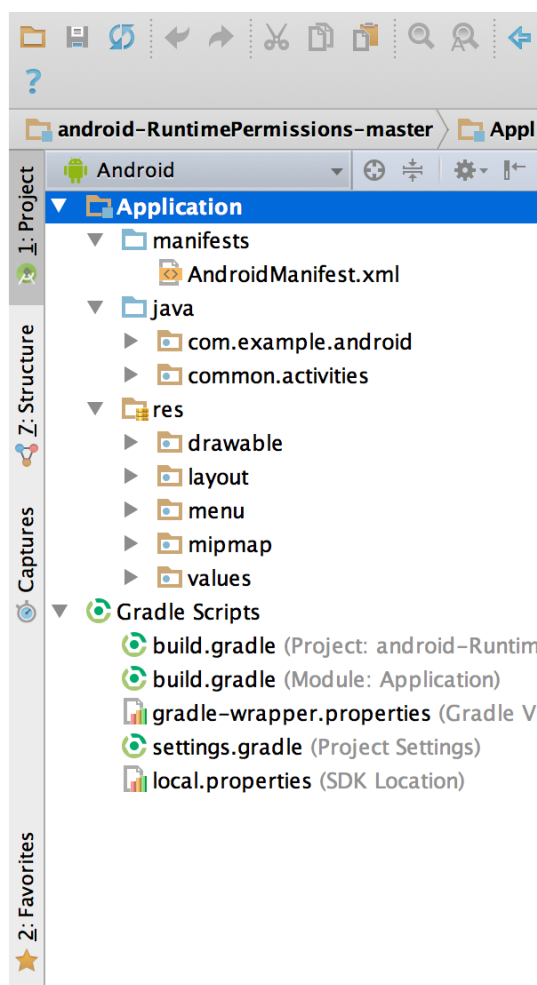 ?
android-RuntimePermissions-master
Appl
Android
1: Project
Application
manifests
AndroidManifest.xml
java
com.example.android
common.activities
res
drawable
layout
menu
mipmap
values
Gradle Scripts
build.gradle (Project: android-Runtim
build.gradle (Module: Application)
gradle-wrapper.properties (Gradle V
settings.gradle (Project Settings)
local.properties (SDK Location)
7: Structure
Captures
2: Favorites